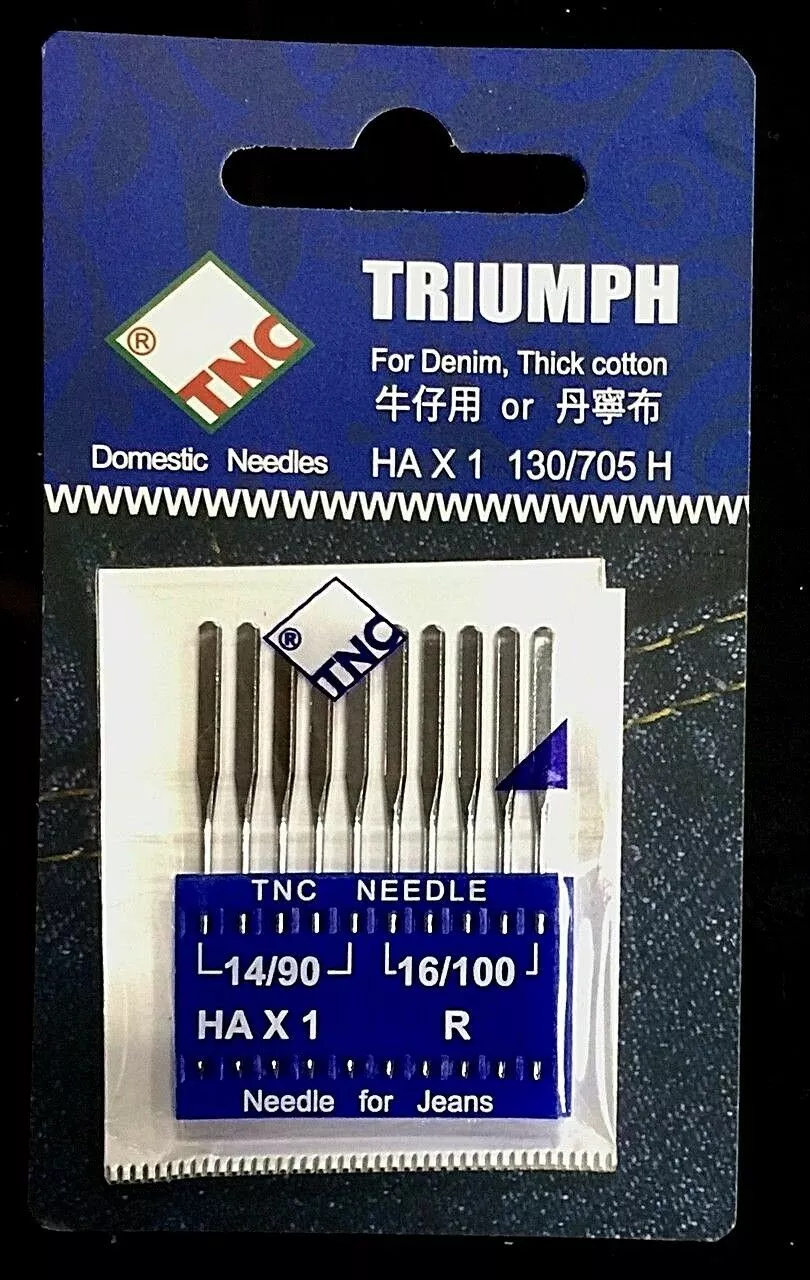 TRIUMPH
® TNC
For Denim, Thick cotton
牛仔用 or 丹寧布
Domestic Needles
HA X 1 130/705 H
® TNC
TNC NEEDLE
14/90 16/100
HA X 1 R
Needle for Jeans